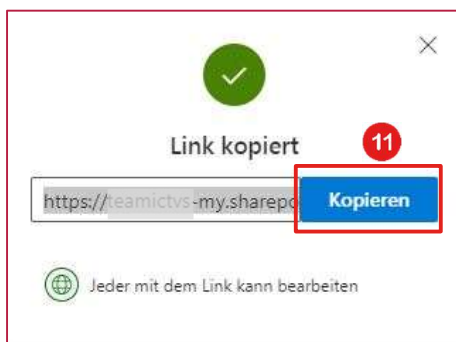 Link kopiert
11
https://teamictvs-my.sharepo Kopieren
Jeder mit dem Link kann bearbeiten